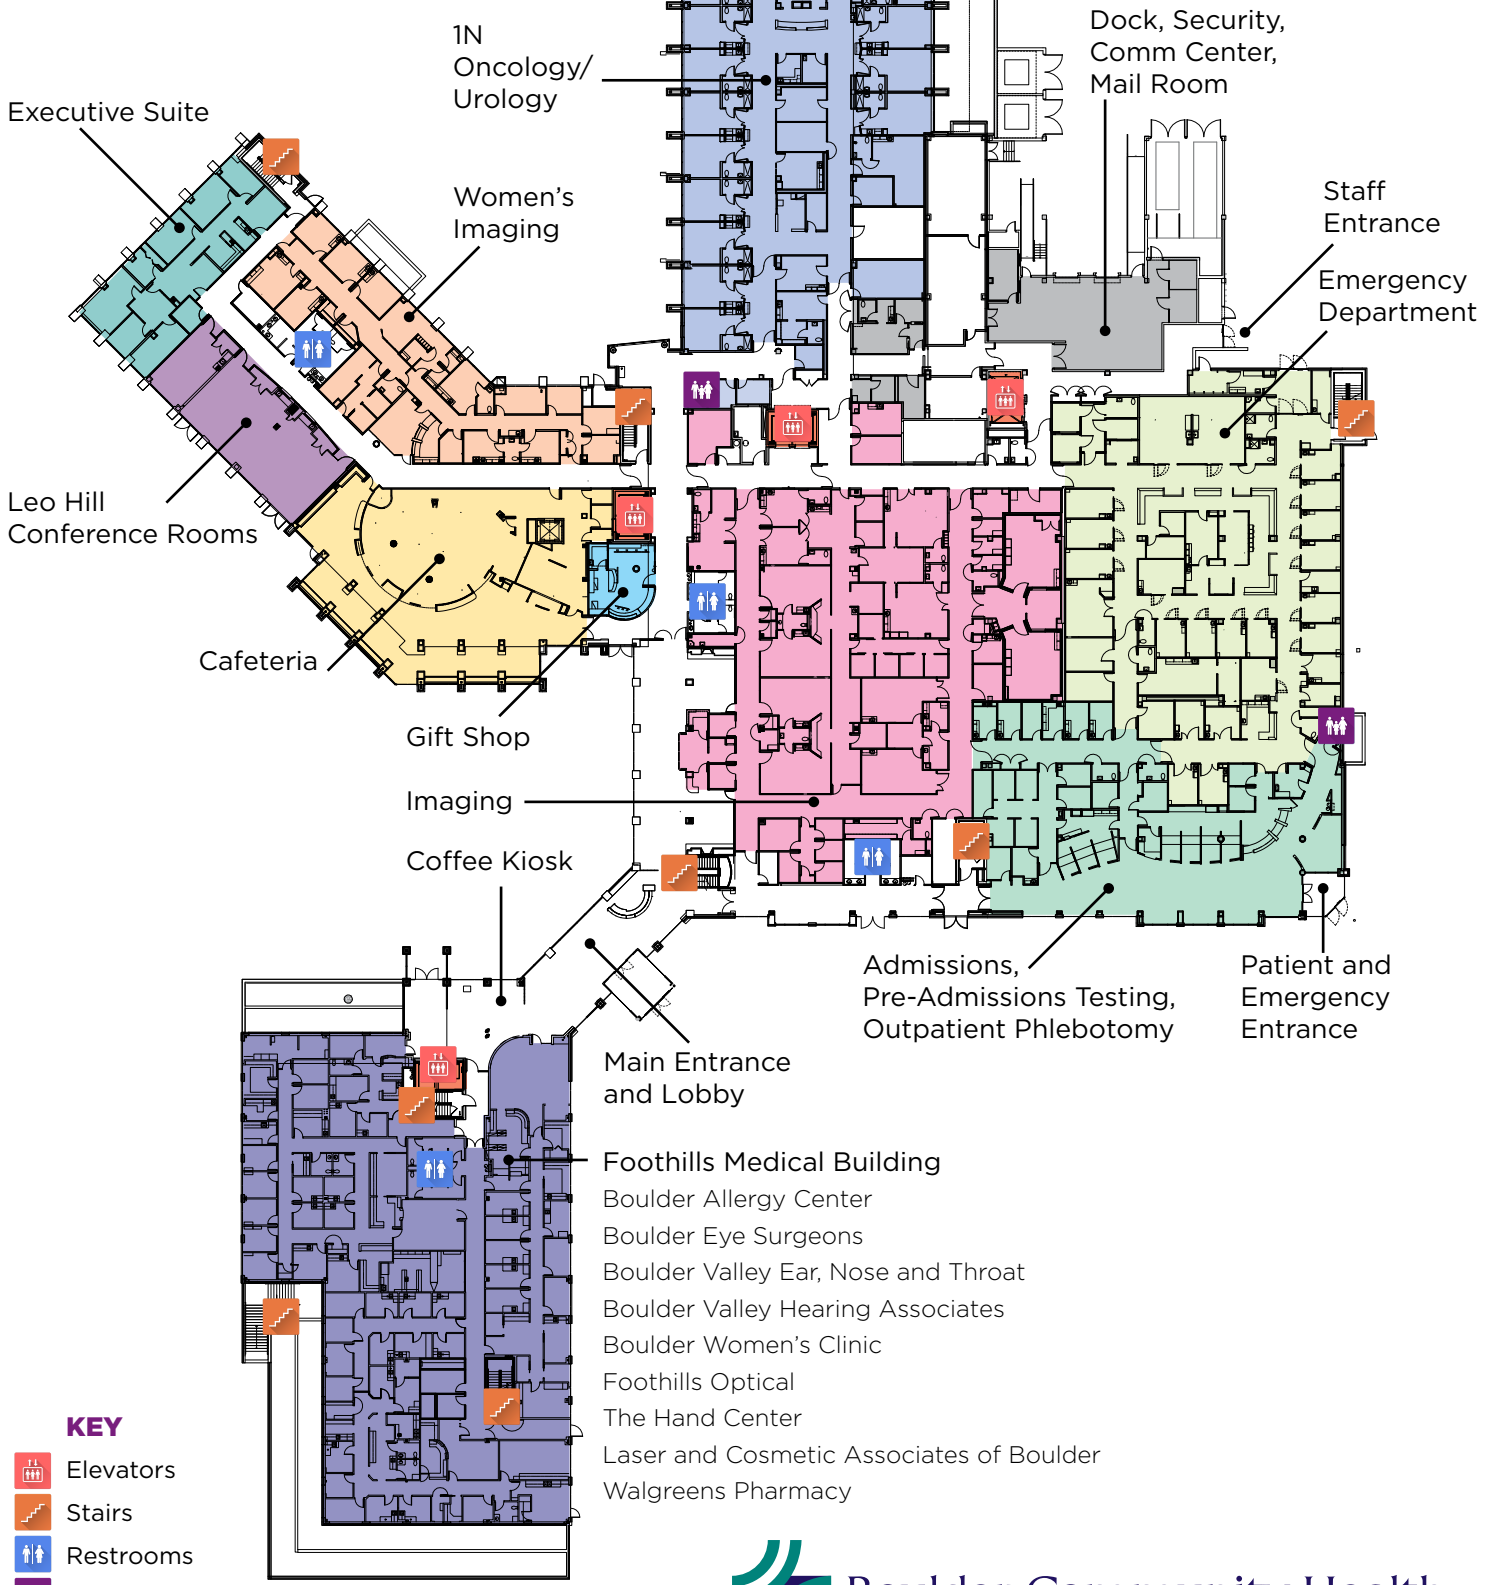 1N
Oncology/
Urology
Dock, Security,
Comm Center,
Mail Room
Executive Suite
Women's
Imaging
Staff
Entrance
Emergency
Department
Leo Hill
Conference Rooms
Cafeteria
Gift Shop
Imaging
Coffee Kiosk
Admissions,
Pre-Admissions Testing,
Outpatient Phlebotomy
Patient and
Emergency
Entrance
Main Entrance
and Lobby
Foothills Medical Building
Boulder Allergy Center
Boulder Eye Surgeons
Boulder Valley Ear, Nose and Throat
Boulder Valley Hearing Associates
Boulder Women's Clinic
Foothills Optical
The Hand Center
Laser and Cosmetic Associates of Boulder
Walgreens Pharmacy
KEY
Elevators
Stairs
Restrooms
Boulder Community Health